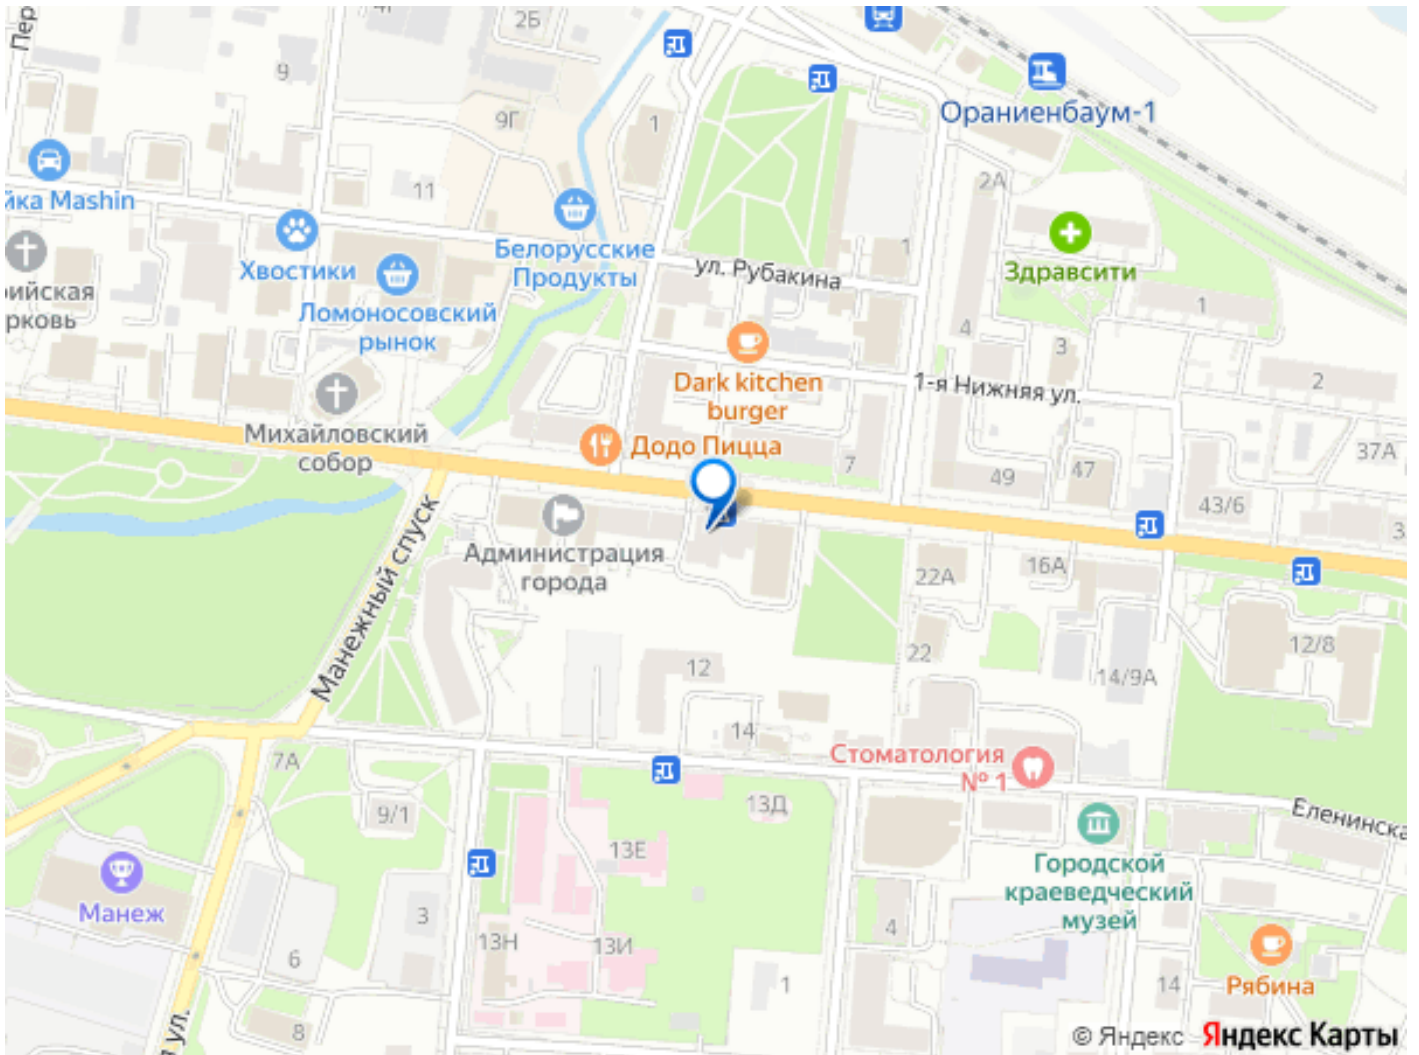 Пер
4Г
2Б
9
9Г
1
Ораниенбаум-1
йка Mashin
11
2А
Хвостики
Белорусские
Продукты
1
Здравсити
ул. Рубакина
рийская
рковь
Ломоносовский
рынок
1
4
3
Dark kitchen
burger
1-я Нижняя ул.
2
Михайловский
собор
Додо Пицца
7
49
47
37А
43/6
3
Манежный спуск
Администрация
города
22А
16А
12
22
14/9А
12/8
14
7А
Стоматология
№ 1
9/1
13Д
Еленинска
13Е
Манеж
Городской
краеведческий
музей
3
13Н
13И
4
6
1
14
Рябина
8
я ул.
© Яндекс Яндекс Карты